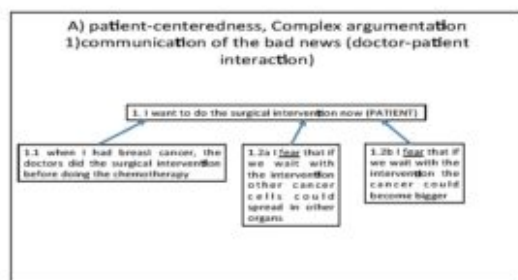 A) patient-centeredness, Complex argumentation
1)communication of the bad news (doctor-patient
interaction)
1. I want to do the surgical intervention now (PATIENT)
1.1 when I had breast cancer, the
doctors did the surgical intervention
before doing the chemotherapy
1.2a I fear that if
we wait with
the intervention
other cancer
cells could
spread in other
organs
1.2b I fear that if
we wait with the
intervention the
cancer could
become bigger